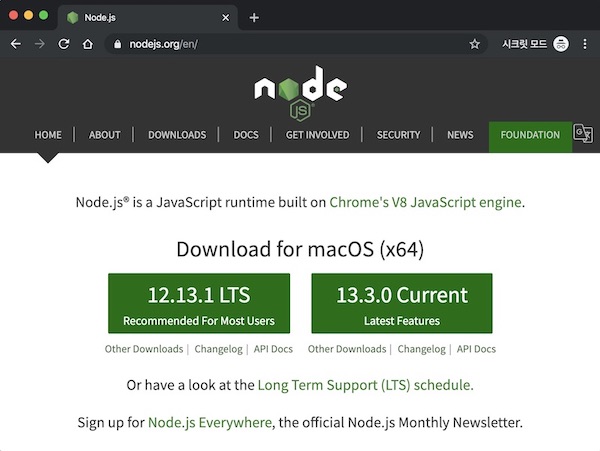 Node.js
nodejs.org/en/
시크릿 모드
node
JS
HOME | ABOUT | DOWNLOADS | DOCS | GET INVOLVED | SECURITY | NEWS | FOUNDATION
Node.js® is a JavaScript runtime built on Chrome's V8 JavaScript engine.
Download for macOS (x64)
12.13.1 LTS 13.3.0 Current
Recommended For Most Users Latest Features
Other Downloads | Changelog | API Docs Other Downloads | Changelog | API Docs
Or have a look at the Long Term Support (LTS) schedule.
Sign up for Node.js Everywhere, the official Node.js Monthly Newsletter.